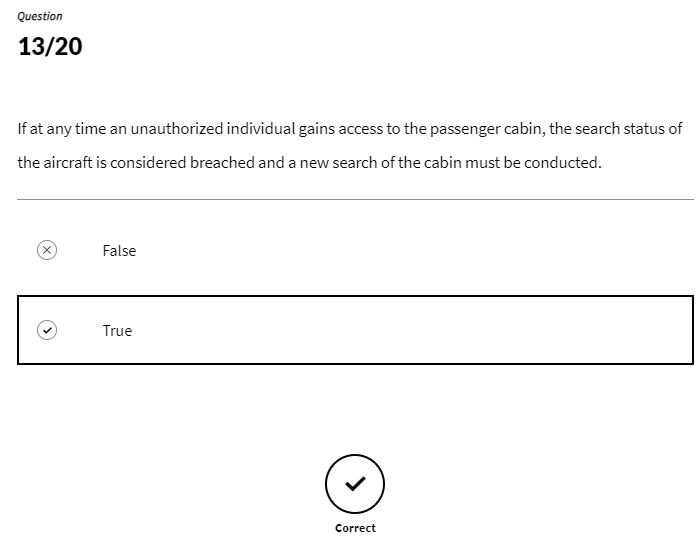 Question
13/20
If at any time an unauthorized individual gains access to the passenger cabin, the search status of
the aircraft is considered breached and a new search of the cabin must be conducted.
False
True
Correct